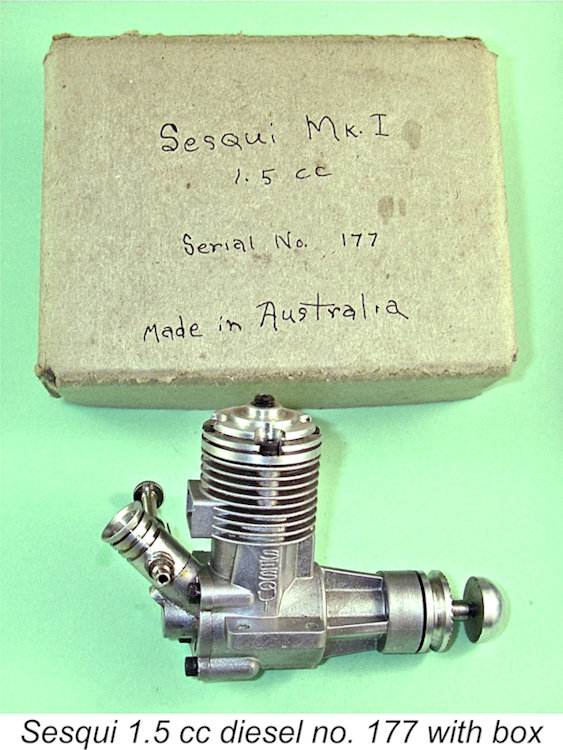 Sesqui Mk. I
1.5 cc
Serial No. 177
Made in Australia
SESQUI
Sesqui 1.5 cc diesel no. 177 with box